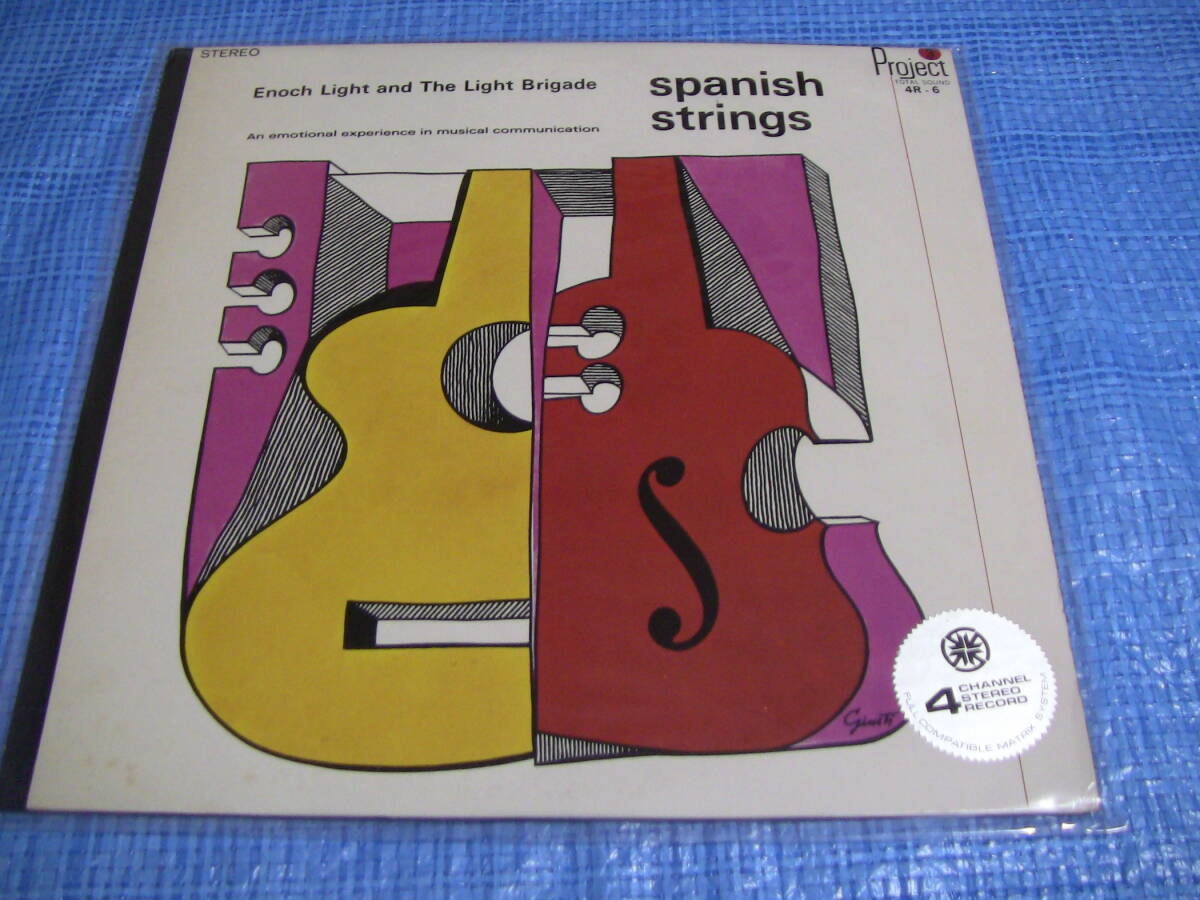 STEREO
Enoch Light and The Light Brigade
An emotional experience in musical communication
spanish
strings
Project
TOTAL SOUND
4R - 6
4 CHANNEL
STEREO
RECORD
FULL COMPATIBLE MATRIX SYSTEM